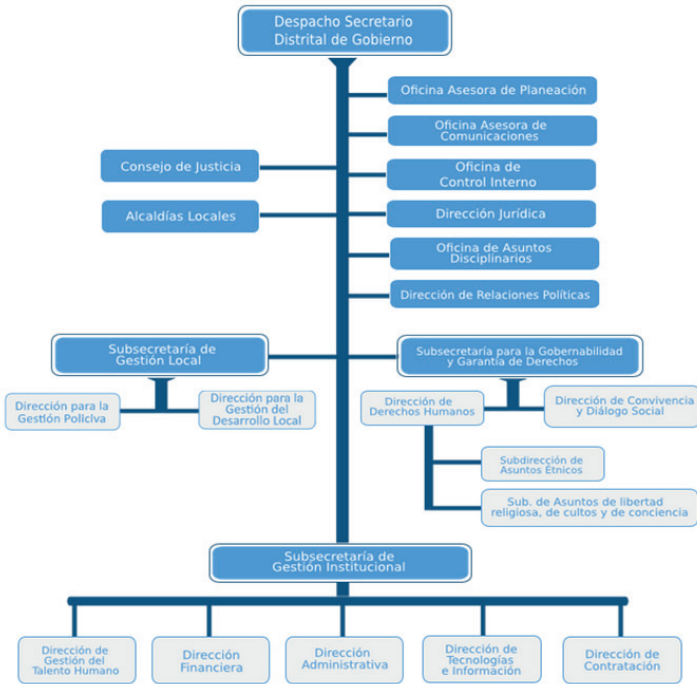 Despacho Secretario
Distrital de Gobierno
Oficina Asesora de Planeación
Oficina Asesora de
Comunicaciones
Consejo de Justicia
Oficina de
Control Interno
Alcaldías Locales
Dirección Jurídica
Oficina de Asuntos
Disciplinarios
Dirección de Relaciones Políticas
Subsecretaría de
Gestión Local
Subsecretaría para la Gobernabilidad
y Garantía de Derechos
Dirección para la
Gestión Policiva
Dirección para la
Gestión del
Desarrollo Local
Dirección de
Derechos Humanos
Dirección de Convivencia
y Diálogo Social
Subdirección de
Asuntos Étnicos
Sub. de Asuntos de libertad
religiosa, de cultos y de conciencia
Subsecretaría de
Gestión Institucional
Dirección de
Gestión del
Talento Humano
Dirección
Financiera
Dirección
Administrativa
Dirección de
Tecnologías
e Información
Dirección de
Contratación